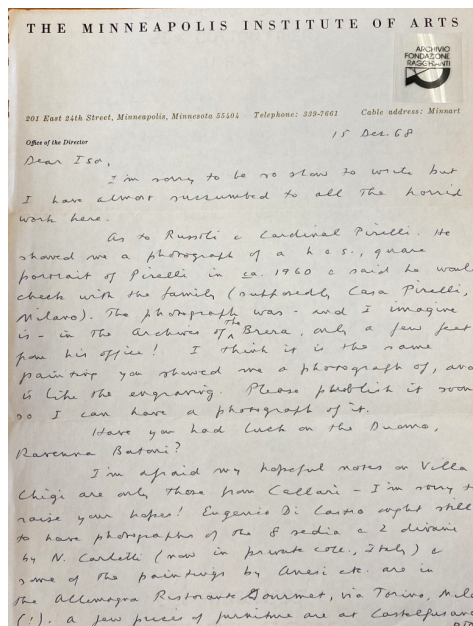 THE MINNEAPOLIS INSTITUTE OF ARTS
ARCHIVIO
FONDAZIONE
RAGGHIANTI
201 East 24th Street, Minneapolis, Minnesota 55404 Telephone: 339-7661 Cable address: Minnart
Office of the Director
15 Dec. 68
Dear Isa,
I'm sorry to be so slow to write but
I have almost succumbed to all the horrid
work here.
As to Russoli & Cardinal Pirelli. He
showed me a photograph of a h.o.s., quare
portrait of Pirelli in ca. 1960 & said he woul
check with the family (supposedly Casa Pirelli,
Milano). The photograph was - and I imagine
is - in the Archives of The Brera, only a few feet
from his office! I think it is the same
painting you showed me a photograph of, and
is like the engraving. Please publish it soon
so I can have a photograph of it.
Have you had luck on the Duomo,
Ravenna Batoni?
I'm afraid my hopeful notes on Villa
Chigi are only those from Callari - I'm sorry t
raise your hopes! Eugenio Di Castro ought still
to have photographs of the 8 sedia & 2 divani
by N. Carletti (now in private coll., Italy) &
some of the paintings by Anesi etc. are in
the Allemagna Ristorante Gourmet, via Torino, Mila
(!). a few pieces of furniture are at Castelfusano